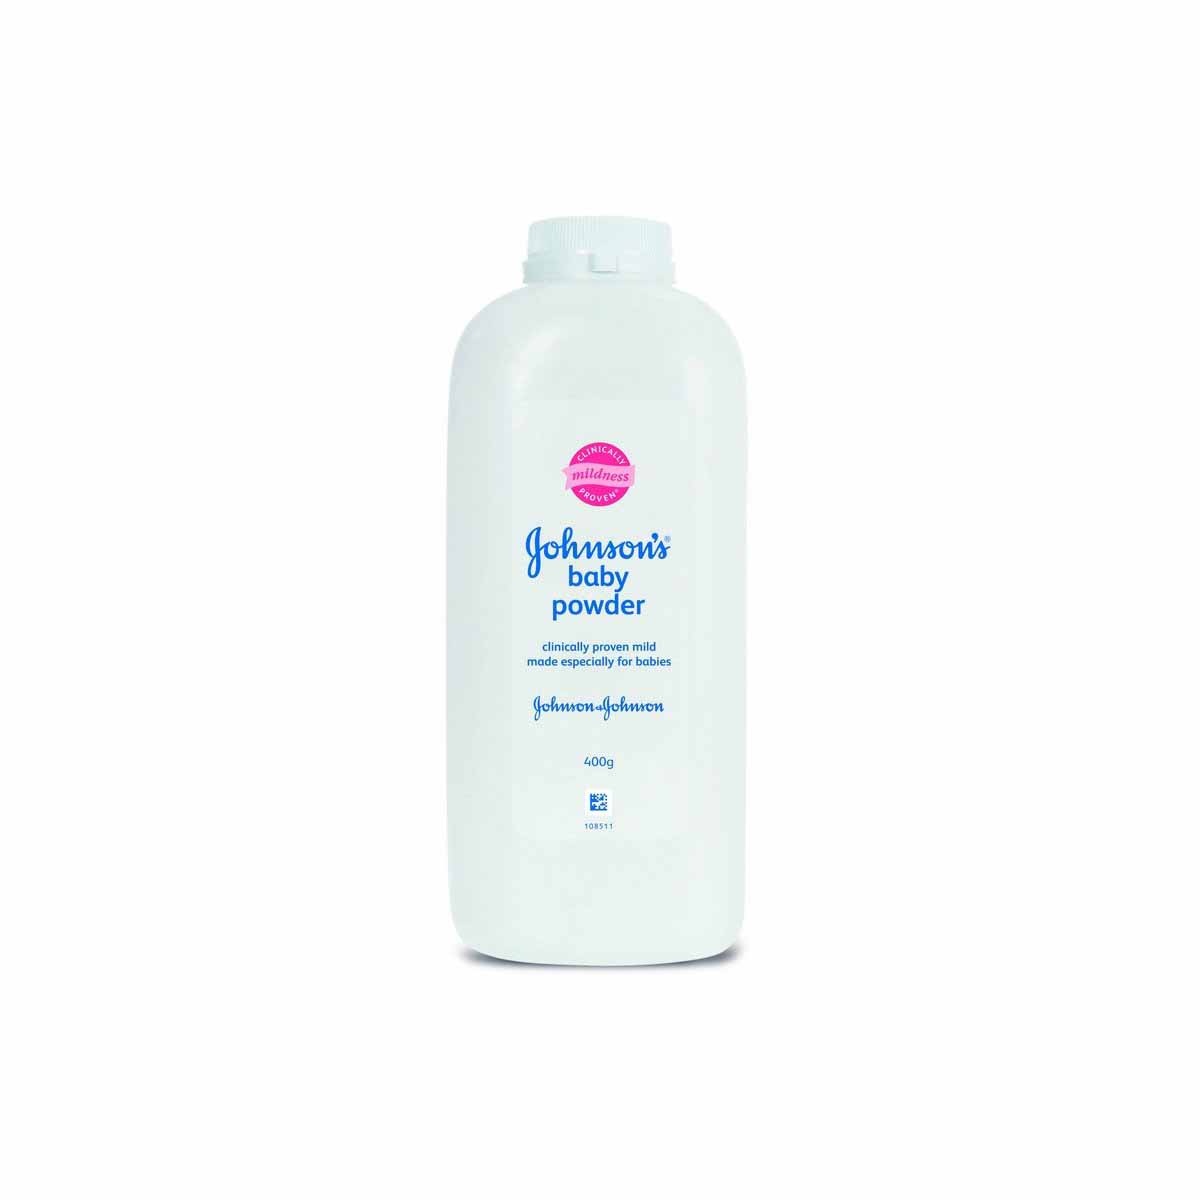 CLINICALLY
mildness
PROVEN®
Johnson's®
baby
powder
clinically proven mild
made especially for babies
Johnson & Johnson
400g
108511